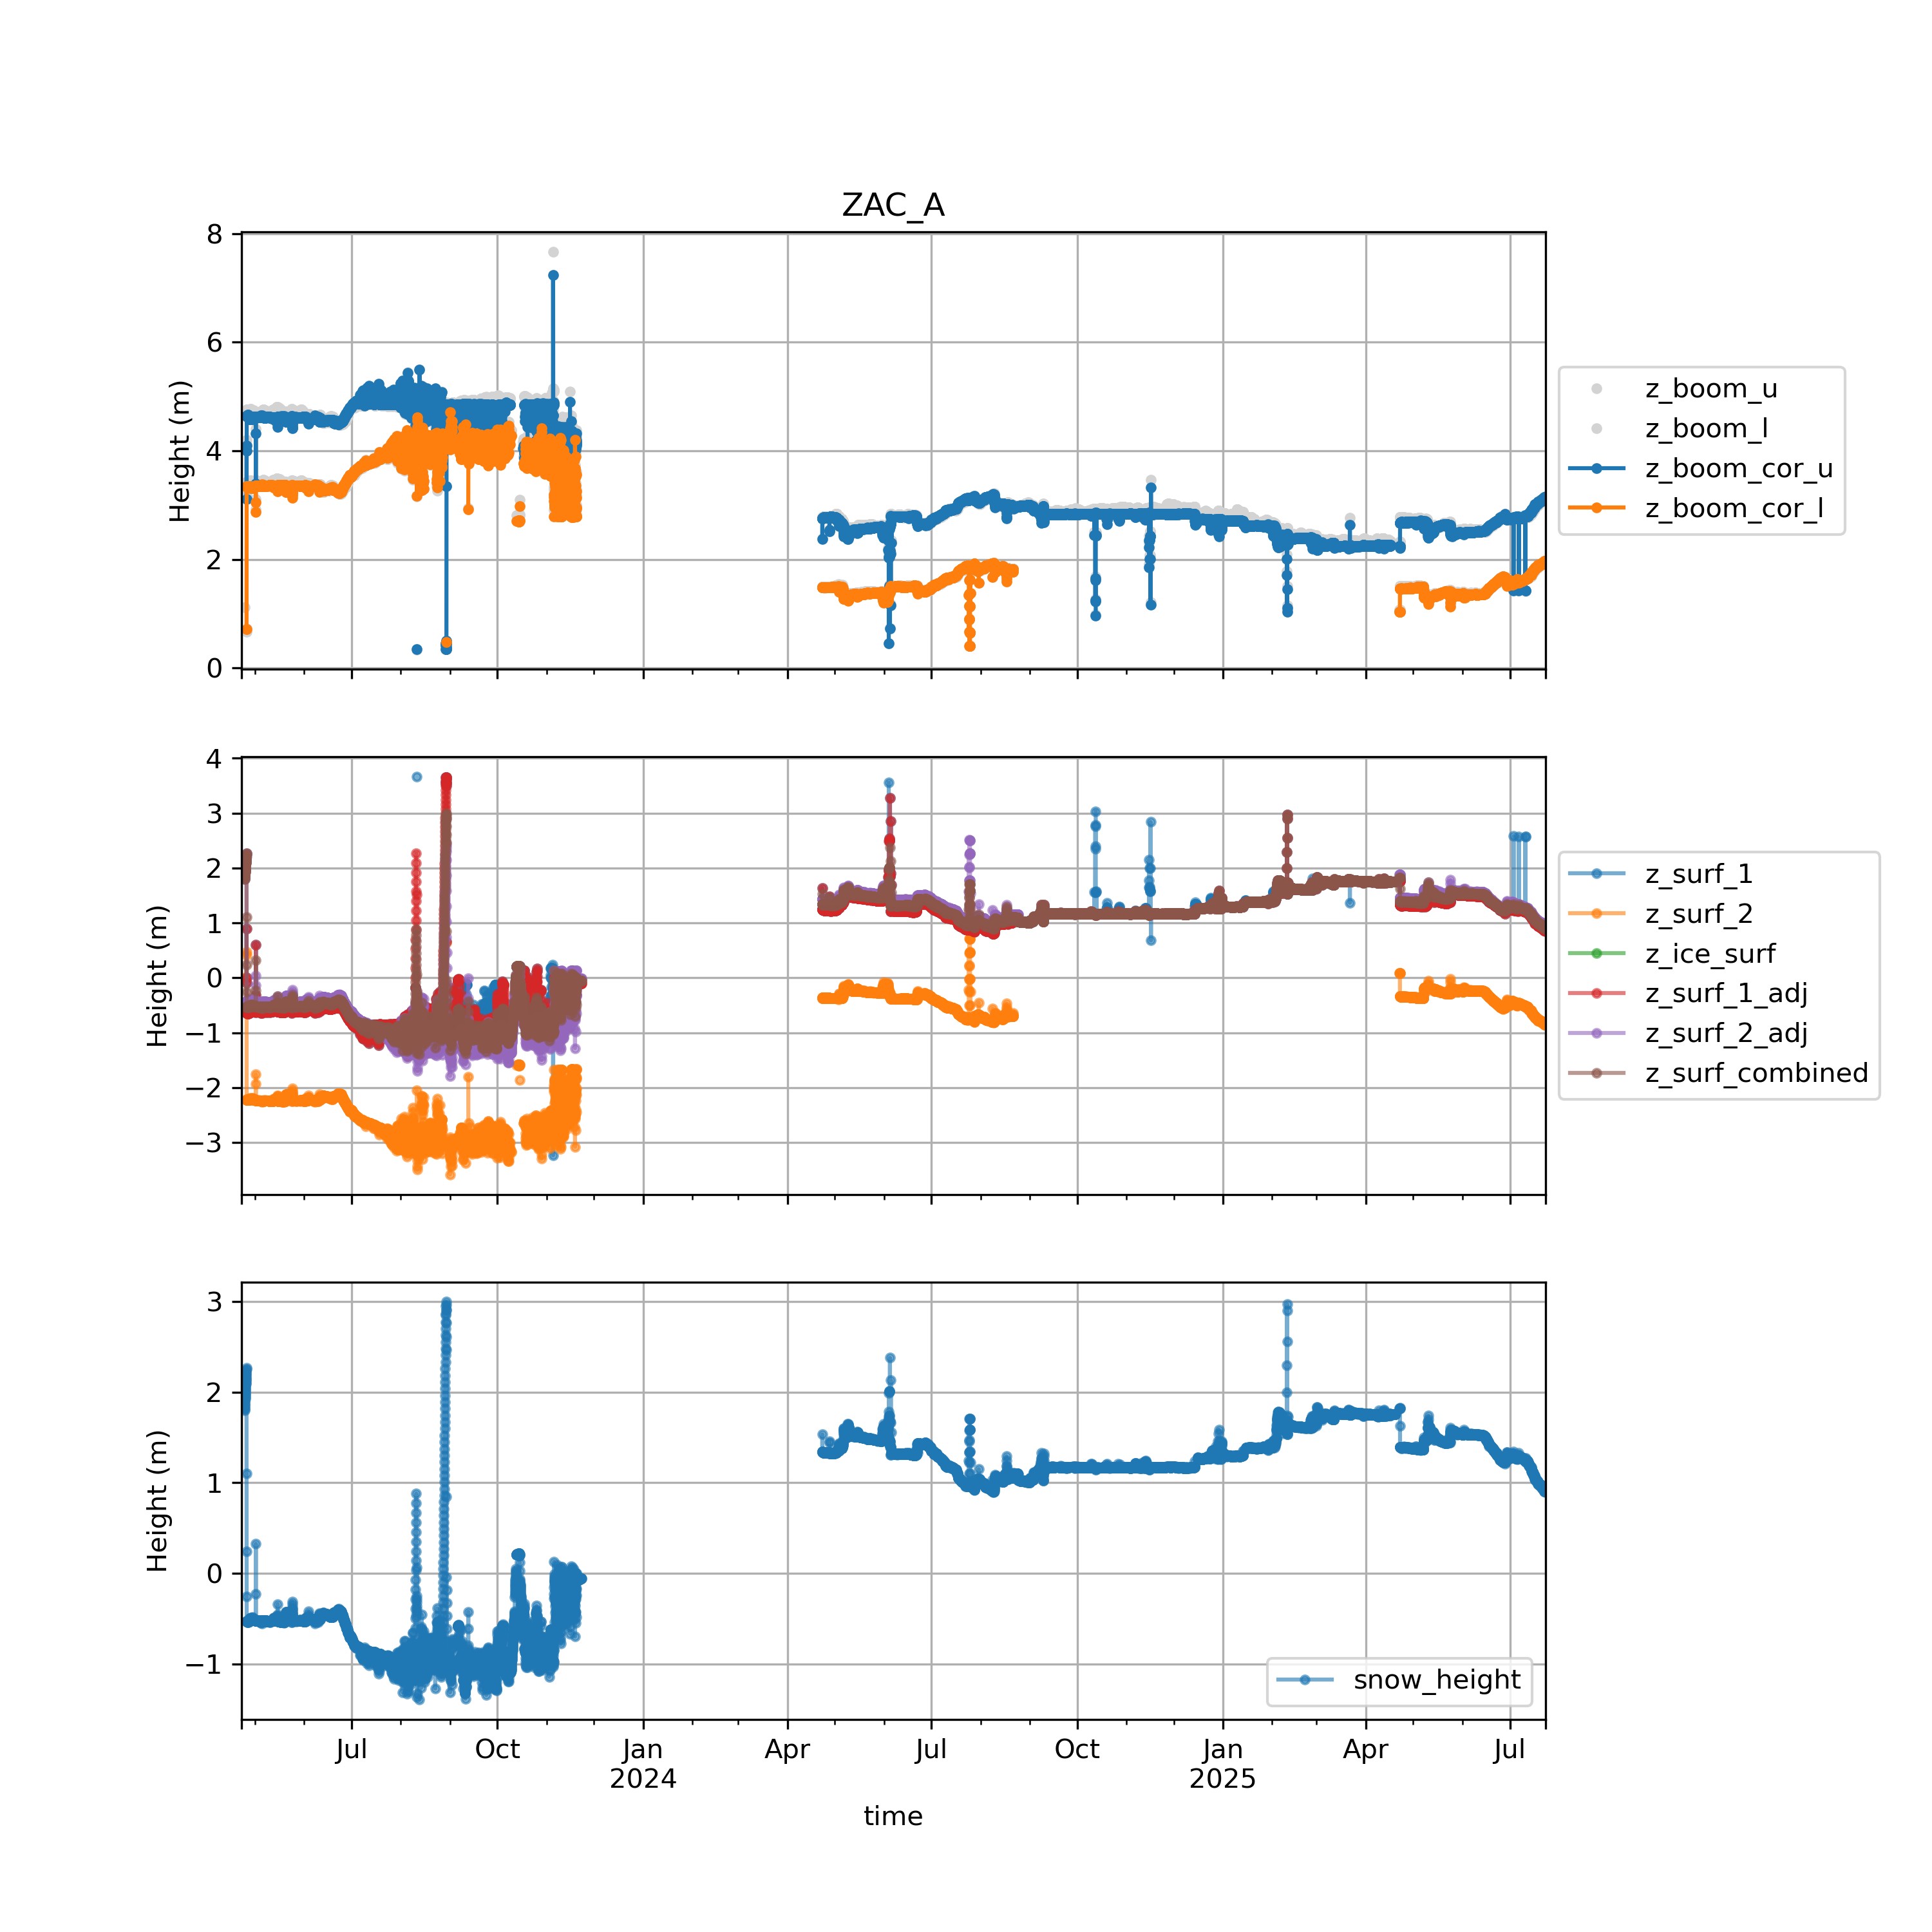 ZAC_A
8
6
4
2
0
Height (m)
z_boom_u
z_boom_l
z_boom_cor_u
z_boom_cor_l
4
3
2
1
0
−1
−2
−3
Height (m)
z_surf_1
z_surf_2
z_ice_surf
z_surf_1_adj
z_surf_2_adj
z_surf_combined
3
2
1
0
−1
Height (m)
snow_height
Jul Oct Jan Apr Jul Oct Jan Apr Jul
2024 2025
time